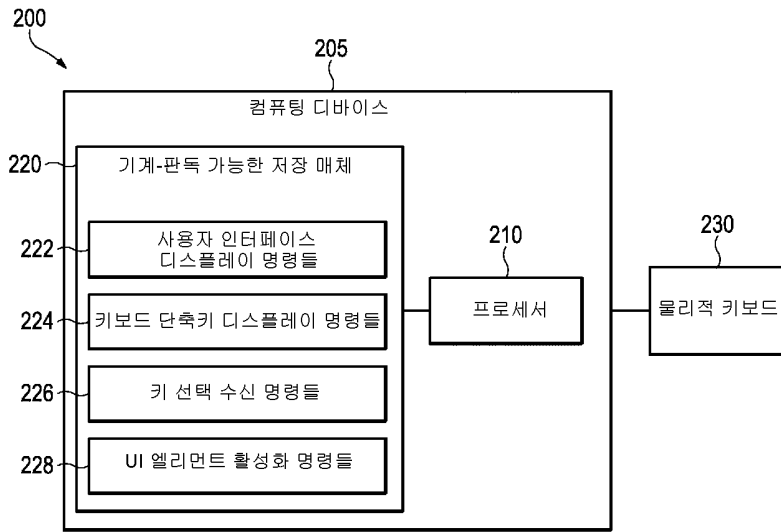 200
205
컴퓨팅 디바이스
220
기계-판독 가능한 저장 매체
222
사용자 인터페이스
디스플레이 명령들
210
프로세서
230
물리적 키보드
224
키보드 단축키 디스플레이 명령들
226
키 선택 수신 명령들
228
UI 엘리먼트 활성화 명령들